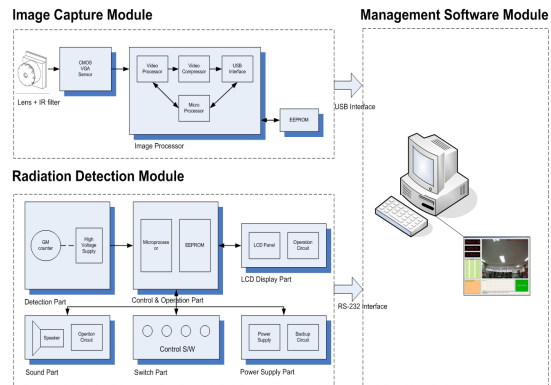 Image Capture Module
Management Software Module
CMOS
VGA
Sensor
Video
Processor
Video
Compressor
USB
Interface
Micro
Processor
Lens + IR filter
EEPROM
Image Processor
USB Interface
Radiation Detection Module
GM
counter
High
Voltage
Supply
Microprocess
or
EEPROM
LCD Panel
Operation
Circuit
LCD Display Part
Detection Part
Control & Operation Part
RS-232 Interface
Speaker
Opertion
Circuit
Control S/W
Power
Supply
Backup
Circuit
Sound Part
Switch Part
Power Supply Part